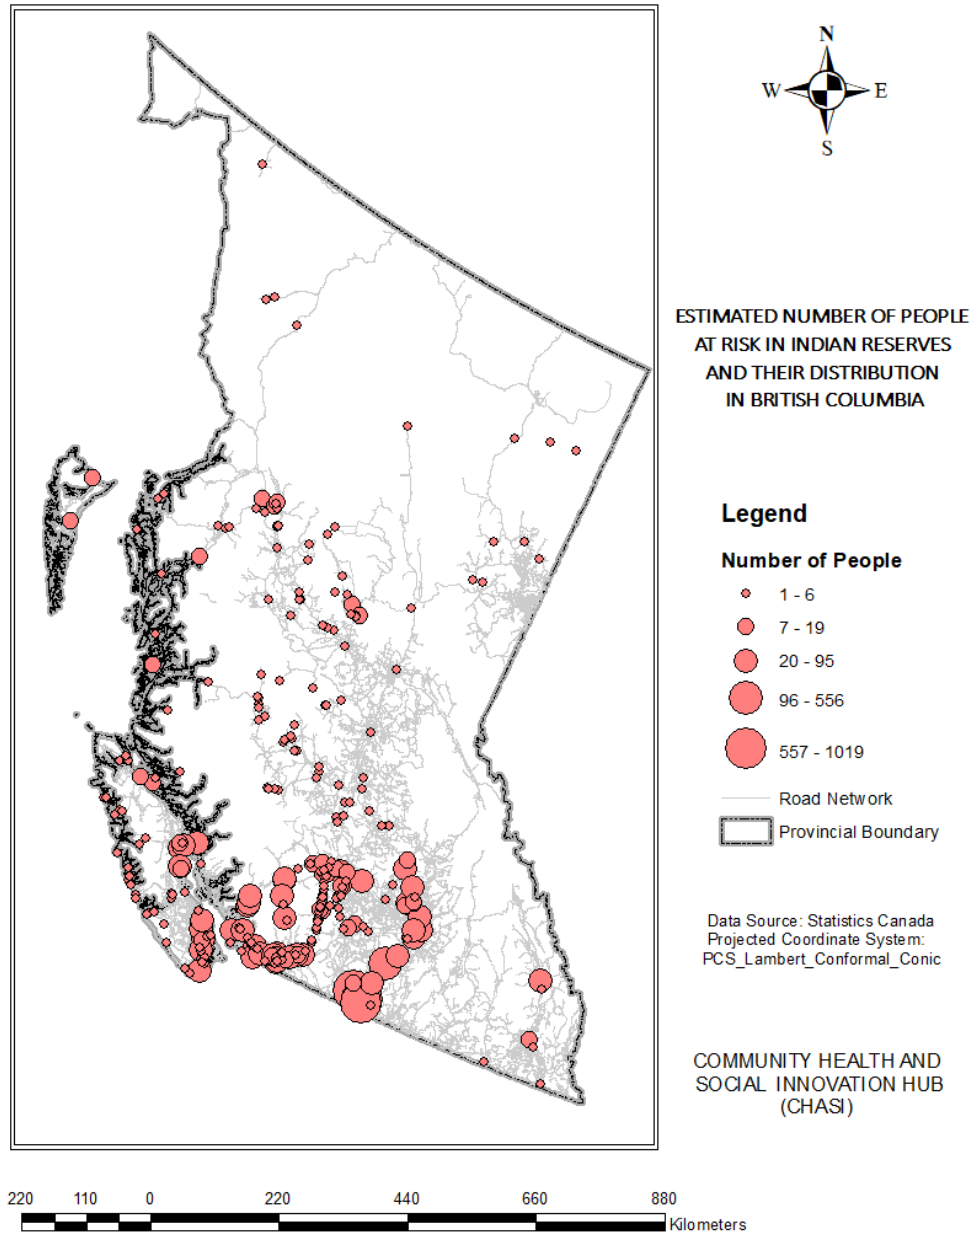 N
W E
S
ESTIMATED NUMBER OF PEOPLE
AT RISK IN INDIAN RESERVES
AND THEIR DISTRIBUTION
IN BRITISH COLUMBIA
Legend
Number of People
1 - 6
7 - 19
20 - 95
96 - 556
557 - 1019
Road Network
Provincial Boundary
Data Source: Statistics Canada
Projected Coordinate System:
PCS_Lambert_Conformal_Conic
COMMUNITY HEALTH AND
SOCIAL INNOVATION HUB
(CHASI)
220 110 0 220 440 660 880
Kilometers